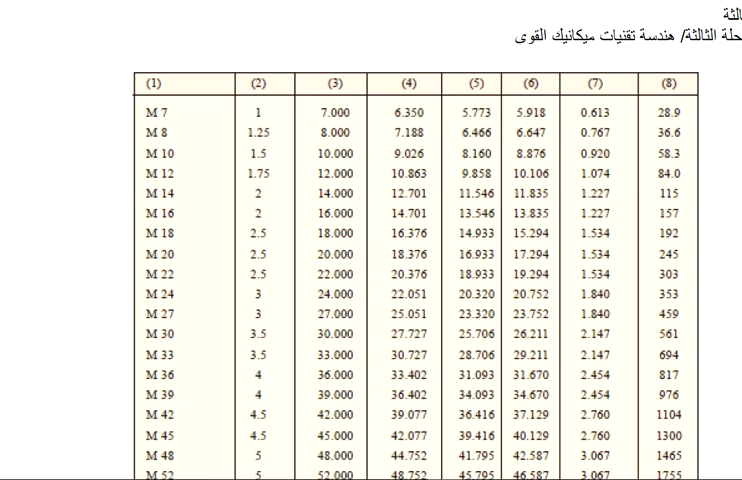 الثة
حلة الثالثة/ هندسة تقنيات ميكانيك القوى
(1) (2) (3) (4) (5) (6) (7) (8)
M 7 1 7.000 6.350 5.773 5.918 0.613 28.9
M 8 1.25 8.000 7.188 6.466 6.647 0.767 36.6
M 10 1.5 10.000 9.026 8.160 8.876 0.920 58.3
M 12 1.75 12.000 10.863 9.858 10.106 1.074 84.0
M 14 2 14.000 12.701 11.546 11.835 1.227 115
M 16 2 16.000 14.701 13.546 13.835 1.227 157
M 18 2.5 18.000 16.376 14.933 15.294 1.534 192
M 20 2.5 20.000 18.376 16.933 17.294 1.534 245
M 22 2.5 22.000 20.376 18.933 19.294 1.534 303
M 24 3 24.000 22.051 20.320 20.752 1.840 353
M 27 3 27.000 25.051 23.320 23.752 1.840 459
M 30 3.5 30.000 27.727 25.706 26.211 2.147 561
M 33 3.5 33.000 30.727 28.706 29.211 2.147 694
M 36 4 36.000 33.402 31.093 31.670 2.454 817
M 39 4 39.000 36.402 34.093 34.670 2.454 976
M 42 4.5 42.000 39.077 36.416 37.129 2.760 1104
M 45 4.5 45.000 42.077 39.416 40.129 2.760 1300
M 48 5 48.000 44.752 41.795 42.587 3.067 1465
M 52 5 52.000 48.752 45.795 46.587 3.067 1755